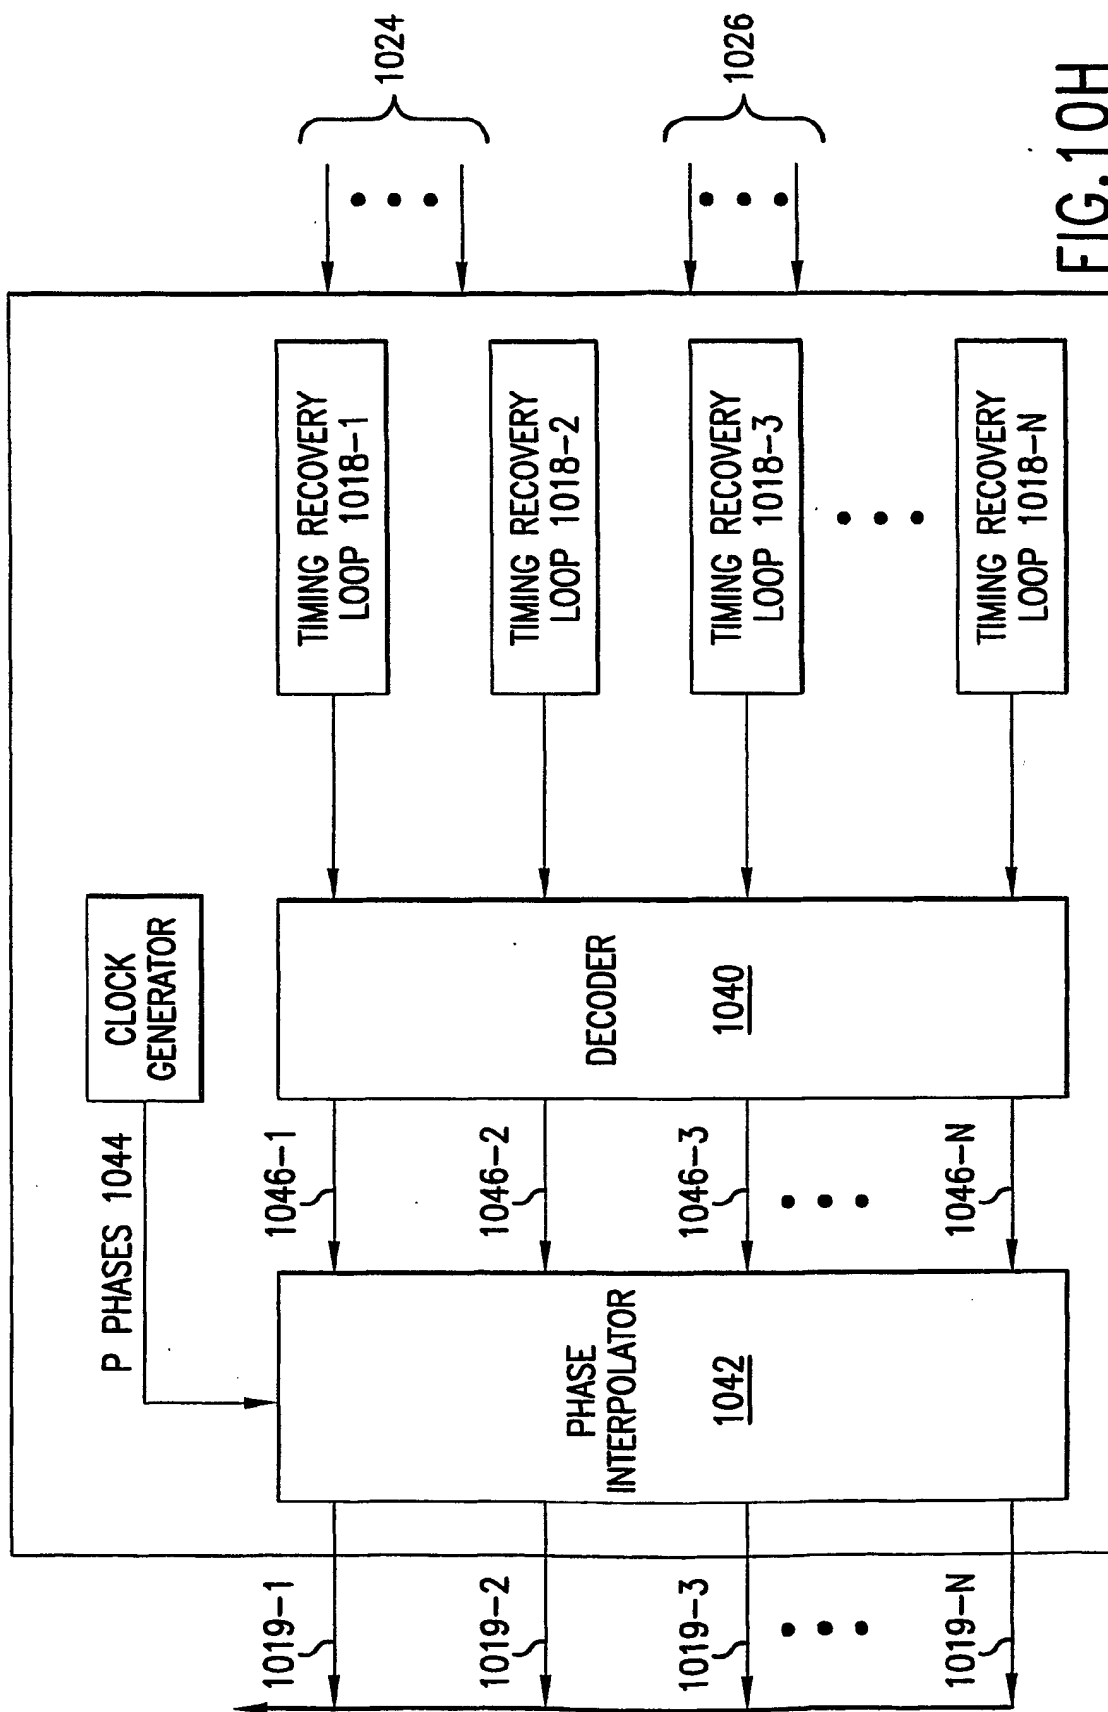 1024
1026
TIMING RECOVERY
LOOP 1018-1
TIMING RECOVERY
LOOP 1018-2
TIMING RECOVERY
LOOP 1018-3
TIMING RECOVERY
LOOP 1018-N
CLOCK
GENERATOR
P PHASES 1044
DECODER
1040
1046-1
1046-2
1046-3
1046-N
PHASE
INTERPOLATOR
1042
1019-1
1019-2
1019-3
1019-N
FIG.10H